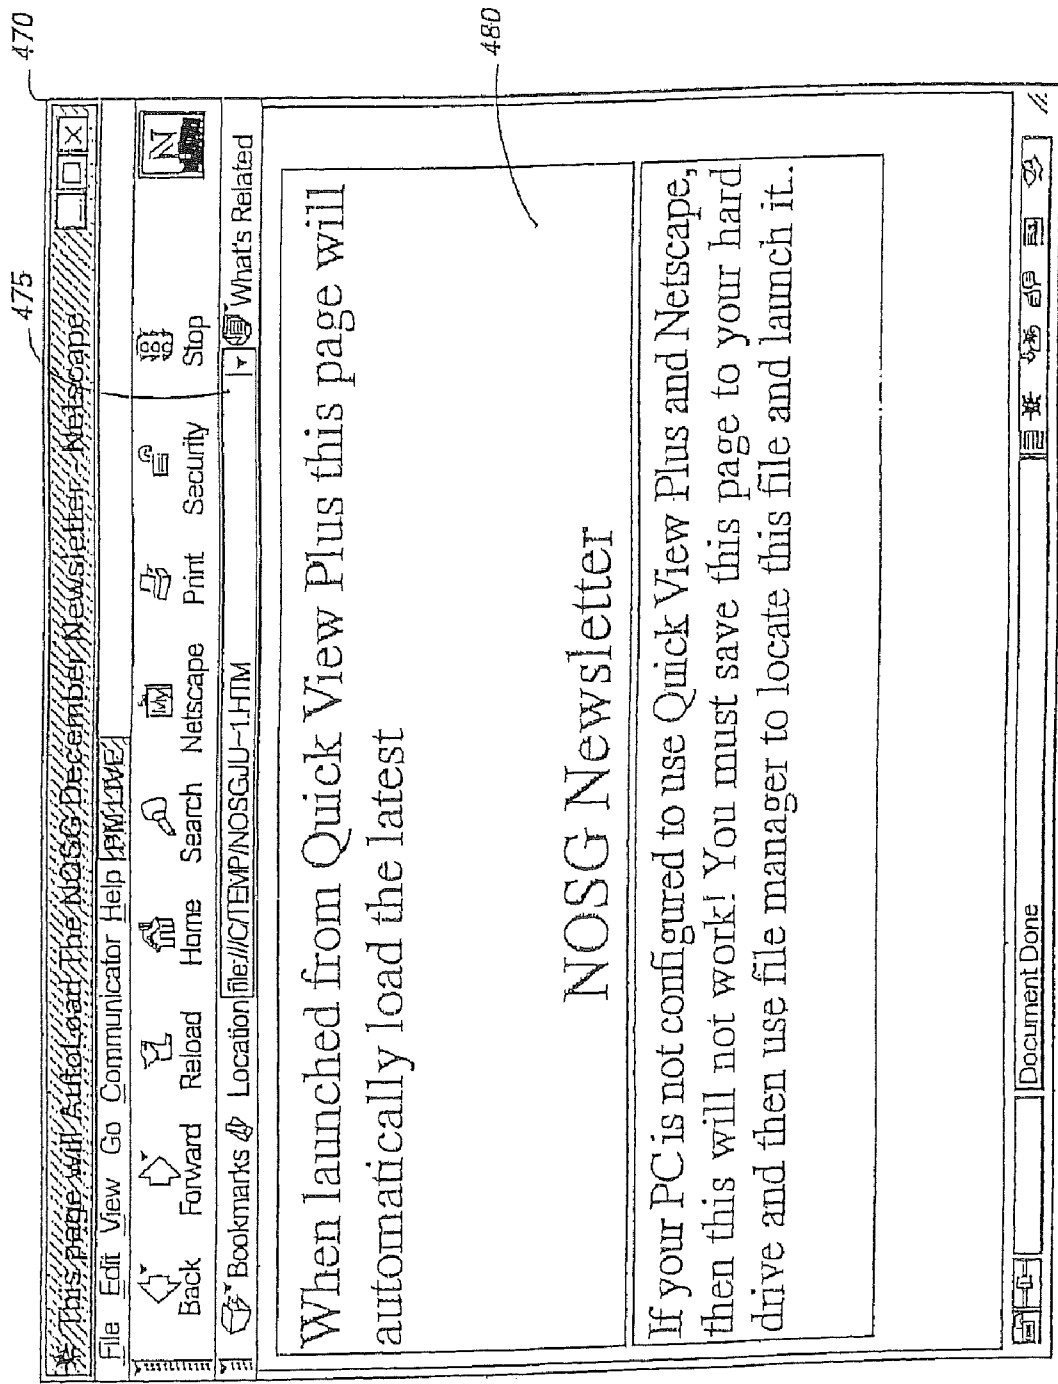 470
475
This page will AutoLoad The NOSG December Newsletter - Netscape
File Edit View Go Communicator Help PM LIVE
Back Forward Reload Home Search Netscape Print Security Stop
N
My
Bookmarks Location file:///C/TEMP/NOSGJU~1.HTM What's Related
480
When launched from Quick View Plus this page will
automatically load the latest
NOSG Newsletter
If your PC is not configured to use Quick View Plus and Netscape,
then this will not work! You must save this page to your hard
drive and then use file manager to locate this file and launch it..
Document Done